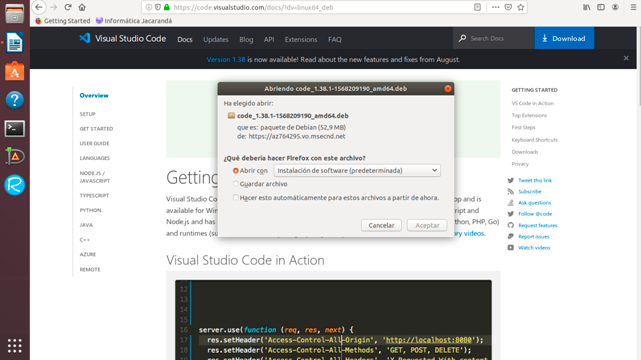 https://code.visualstudio.com/docs/?dv=linux64_deb
Getting Started
Informática Jacarandá
Visual Studio Code
Docs
Updates
Blog
API
Extensions
FAQ
Search Docs
Download
Version 1.38 is now available! Read about the new features and fixes from August.
Overview
SETUP
GET STARTED
USER GUIDE
LANGUAGES
NODE.JS /
JAVASCRIPT
TYPESCRIPT
PYTHON
JAVA
C++
AZURE
REMOTE
Abriendo code_1.38.1-1568209190_amd64.deb
Ha elegido abrir:
code_1.38.1-1568209190_amd64.deb
que es: paquete de Debian (52,9 MB)
de: https://az764295.vo.msecnd.net
¿Qué debería hacer Firefox con este archivo?
Abrir con
Instalación de software (predeterminada)
Guardar archivo
Hacer esto automáticamente para estos archivos a partir de ahora.
Cancelar
Aceptar
Getting
Visual Studio Co
available for Win
Node.js and has
and runtimes (su
op and is
script and
thon, PHP, Go)
ry videos.
Visual Studio Code in Action
12
13
14
15
16
17
18
server.use(function (req, res, next) {
res.setHeader('Access-Control-All-Origin', 'http://localhost:8080');
res.setHeader('Access-Control-All-Methods', 'GET, POST, DELETE');
GETTING STARTED
VS Code in Action
Top Extensions
First Steps
Keyboard Shortcuts
Downloads
Privacy
Tweet this link
Subscribe
Ask questions
Follow @code
Request features
Report issues
Watch videos